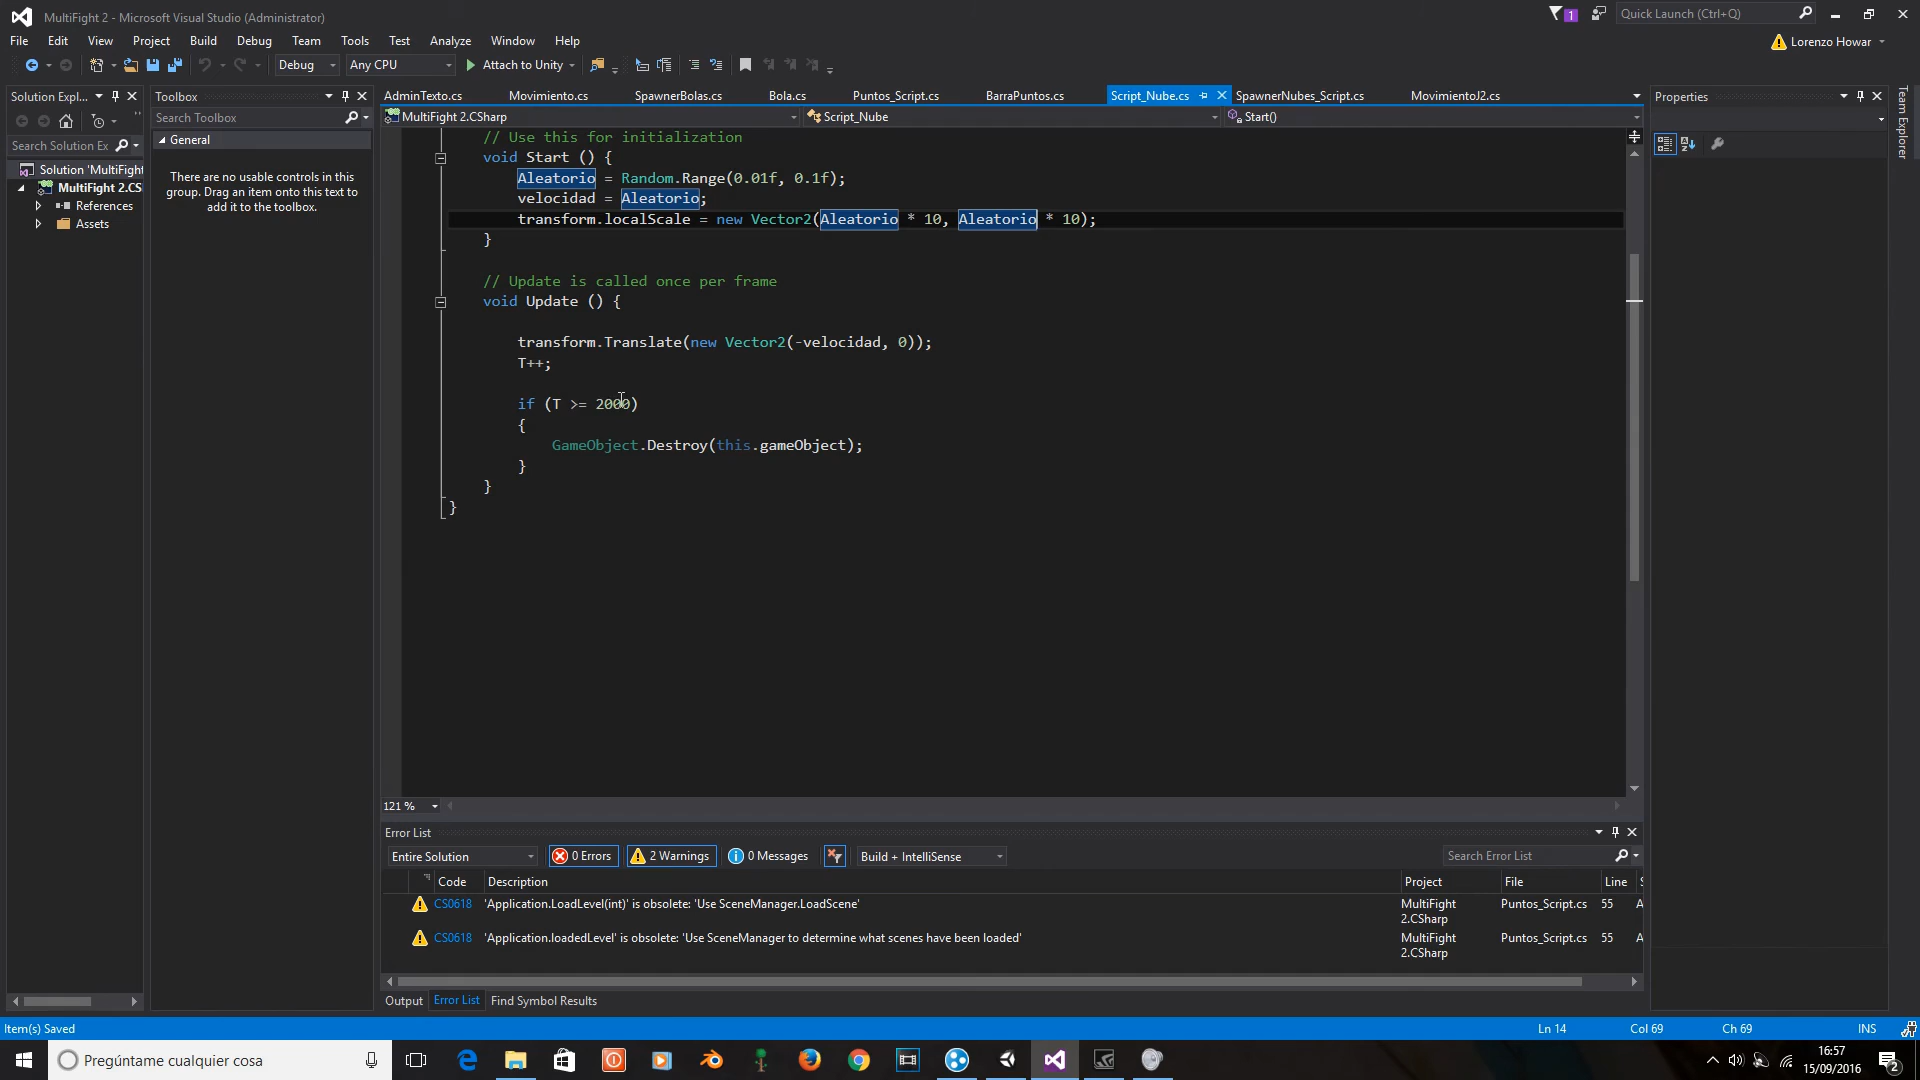 MultiFight 2 - Microsoft Visual Studio (Administrator)
1
Quick Launch (Ctrl+Q)
File Edit View Project Build Debug Team Tools Test Analyze Window Help
Lorenzo Howar
Debug
Any CPU
Attach to Unity
Solution Expl...
Toolbox
AdminTexto.cs
Movimiento.cs
SpawnerBolas.cs
Bola.cs
Puntos_Script.cs
BarraPuntos.cs
Script_Nube.cs
SpawnerNubes_Script.cs
MovimientoJ2.cs
Properties
Team Explorer
MultiFight 2.CSharp
Script_Nube
Start()
Search Toolbox
Search Solution Ex
General
Solution 'MultiFight
MultiFight 2.CS
References
Assets
There are no usable controls in this
group. Drag an item onto this text to
add it to the toolbox.
// Use this for initialization
void Start () {
Aleatorio = Random.Range(0.01f, 0.1f);
velocidad = Aleatorio;
transform.localScale = new Vector2(Aleatorio * 10, Aleatorio * 10);
}
// Update is called once per frame
void Update () {
transform.Translate(new Vector2(-velocidad, 0));
T++;
if (T >= 2000)
{
GameObject.Destroy(this.gameObject);
}
}
}
121 %
Error List
Entire Solution
0 Errors
2 Warnings
0 Messages
Build + IntelliSense
Search Error List
Code Description Project File Line S
CS0618 'Application.LoadLevel(int)' is obsolete: 'Use SceneManager.LoadScene' MultiFight 2.CSharp Puntos_Script.cs 55 A
CS0618 'Application.loadedLevel' is obsolete: 'Use SceneManager to determine what scenes have been loaded' MultiFight 2.CSharp Puntos_Script.cs 55 A
Output Error List Find Symbol Results
Item(s) Saved
Ln 14
Col 69
Ch 69
INS
Pregúntame cualquier cosa
16:57
15/09/2016
2